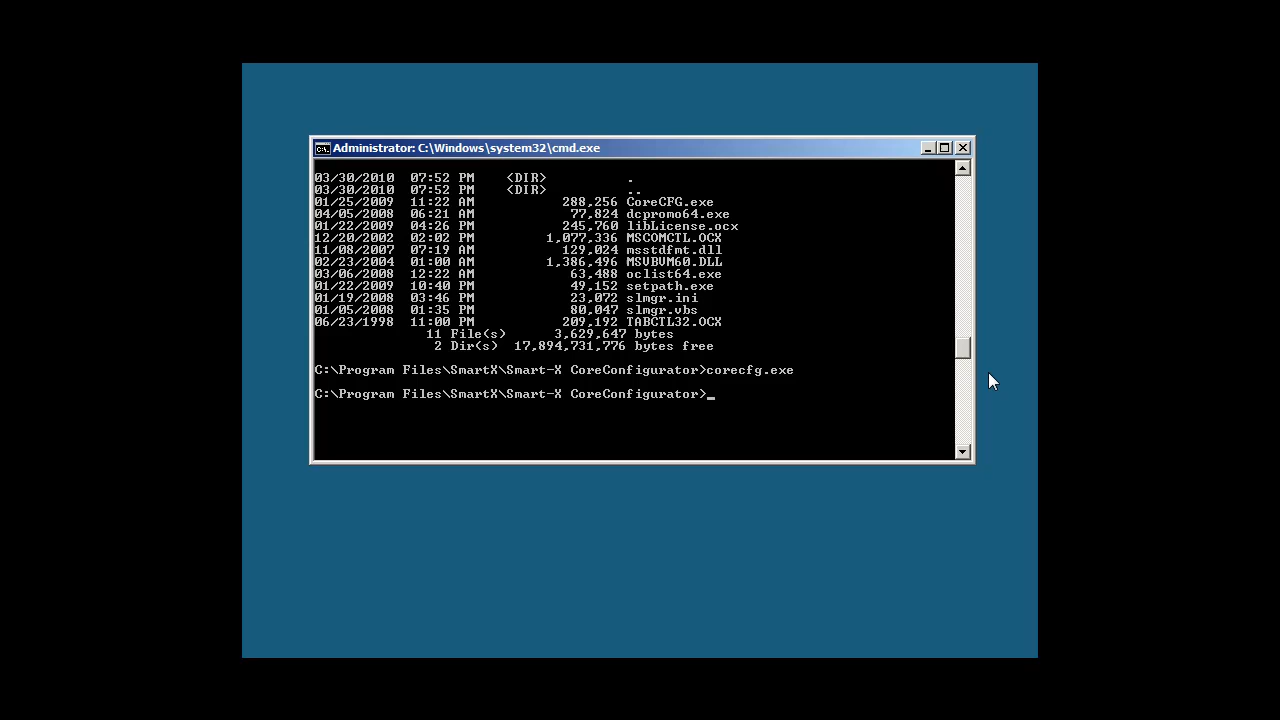 Administrator: C:\Windows\system32\cmd.exe
03/30/2010  07:52 PM    <DIR>          .
03/30/2010  07:52 PM    <DIR>          ..
01/25/2009  11:22 AM           288,256 CoreCFG.exe
04/05/2008  06:21 AM            77,824 dcpromo64.exe
01/22/2009  04:26 PM           245,760 libLicense.ocx
12/20/2002  02:02 PM         1,077,336 MSCOMCTL.OCX
11/08/2007  07:19 AM           129,024 msstdfmt.dll
02/23/2004  01:00 AM         1,386,496 MSVBVM60.DLL
03/06/2008  12:22 AM            63,488 oclist64.exe
01/22/2009  10:40 PM            49,152 setpath.exe
01/19/2008  03:46 PM            23,072 slmgr.ini
01/05/2008  01:35 PM            80,047 slmgr.vbs
06/23/1998  11:00 PM           209,192 TABCTL32.OCX
11 File(s)      3,629,647 bytes
2 Dir(s)  17,894,731,776 bytes free
C:\Program Files\SmartX\Smart-X CoreConfigurator>corecfg.exe
C:\Program Files\SmartX\Smart-X CoreConfigurator>_